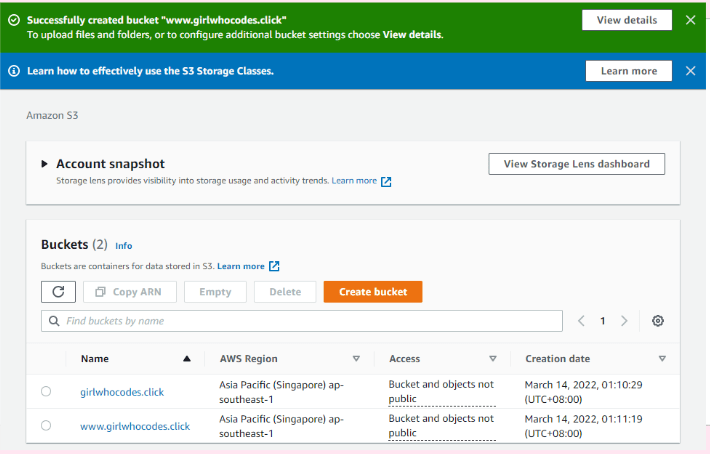 Successfully created bucket "www.girlwhocodes.click"
To upload files and folders, or to configure additional bucket settings choose View details.
View details
Learn how to effectively use the S3 Storage Classes.
Learn more
Amazon S3
Account snapshot
Storage lens provides visibility into storage usage and activity trends. Learn more
View Storage Lens dashboard
Buckets (2) Info
Buckets are containers for data stored in S3. Learn more
Copy ARN Empty Delete Create bucket
Find buckets by name
1
Name AWS Region Access Creation date
girlwhocodes.click
Asia Pacific (Singapore) ap-
southeast-1
Bucket and objects not
public
March 14, 2022, 01:10:29
(UTC+08:00)
www.girlwhocodes.click
Asia Pacific (Singapore) ap-
southeast-1
Bucket and objects not
public
March 14, 2022, 01:11:19
(UTC+08:00)